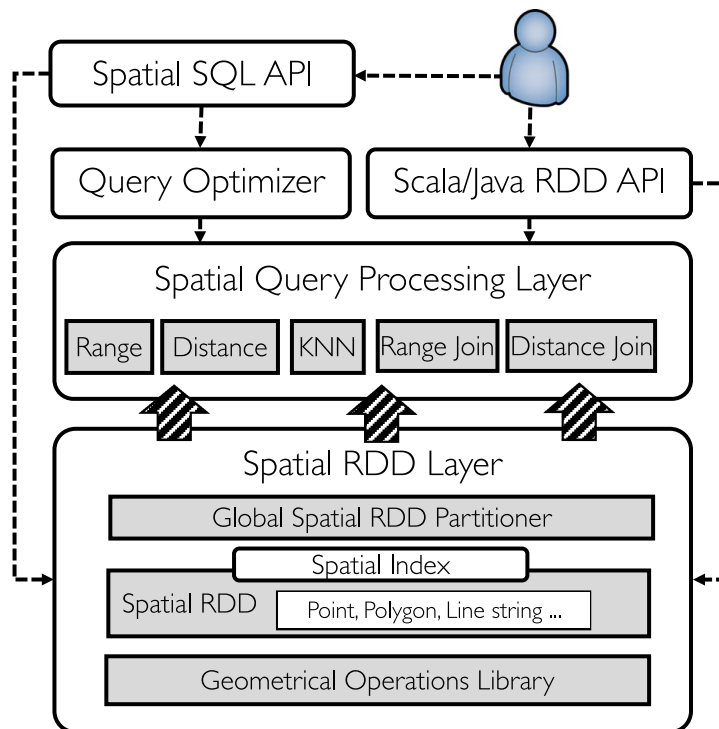 Spatial SQL API
Query Optimizer
Scala/Java RDD API
Spatial Query Processing Layer
Range
Distance
KNN
Range Join
Distance Join
Spatial RDD Layer
Global Spatial RDD Partitioner
Spatial Index
Spatial RDD
Point, Polygon, Line string ...
Geometrical Operations Library